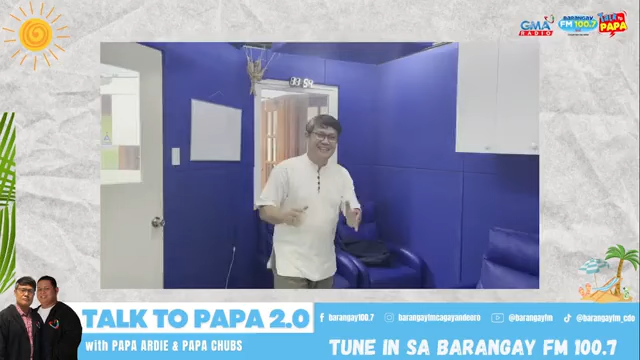 GMA
RADIO
BARANGAY
FM 100.7
TALK TO
PAPA
TALK TO PAPA 2.0
with PAPA ARDIE & PAPA CHUBS
barangay100.7
barangayfmcagayandeoro
@barangayfm
@barangayfm_cdo
TUNE IN SA BARANGAY FM 100.7